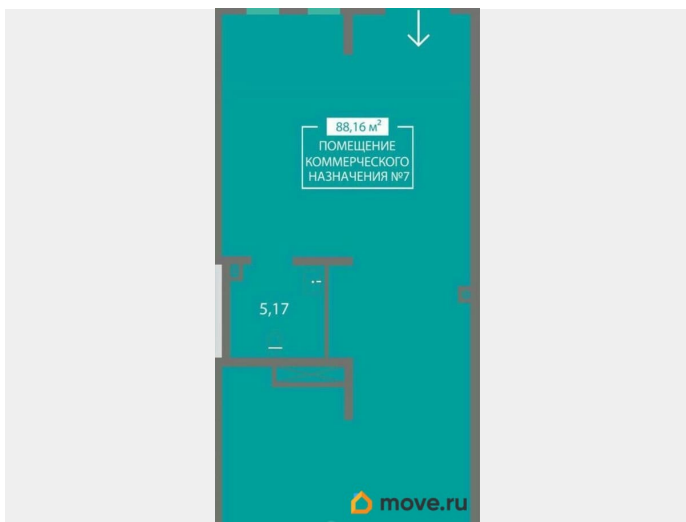 88,16 м²
ПОМЕЩЕНИЕ
КОММЕРЧЕСКОГО
НАЗНАЧЕНИЯ №7
5,17
move.ru